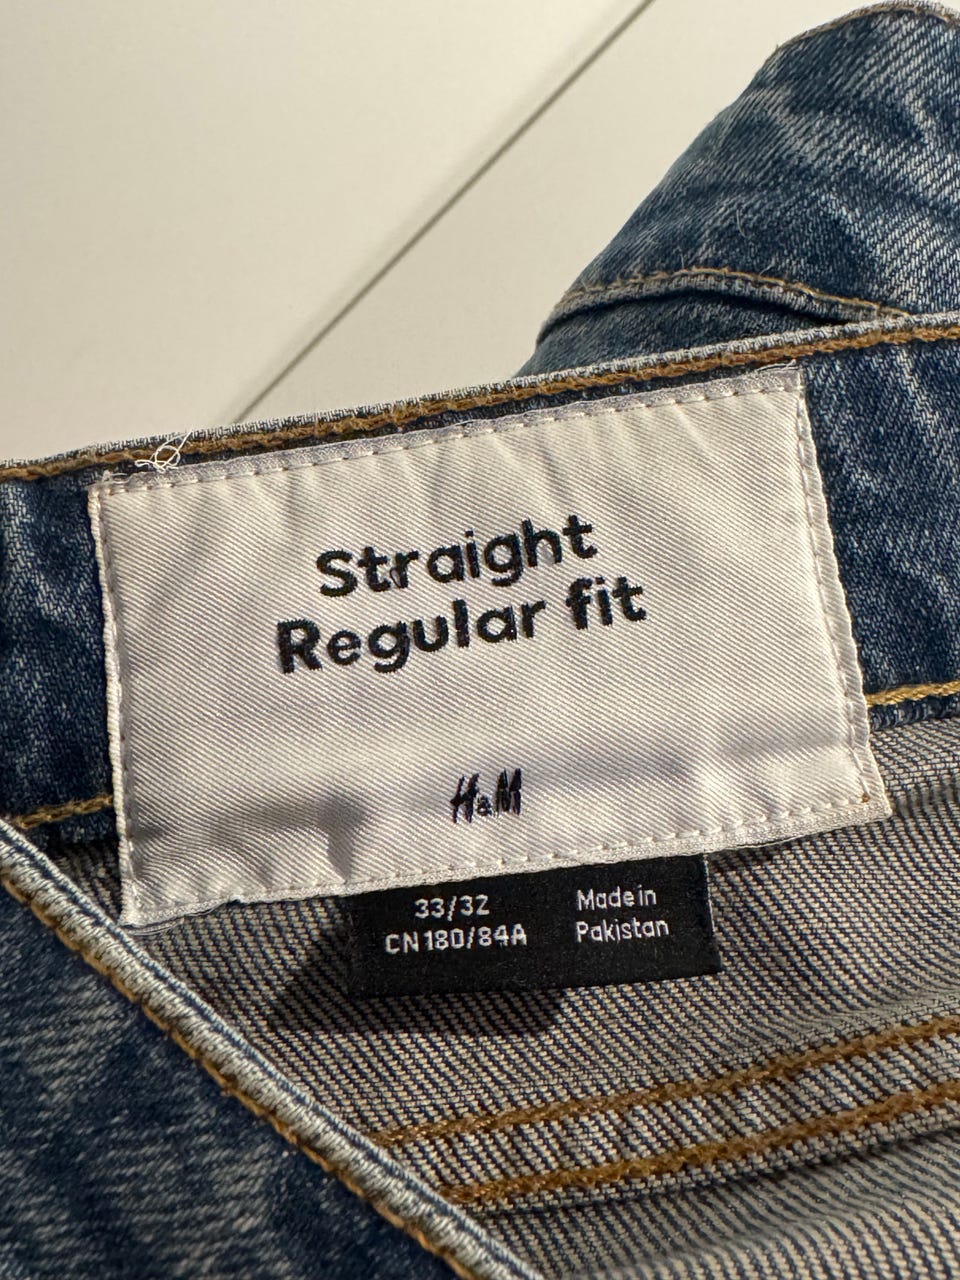 Straight
Regular fit
H&M
33/32
CN 180/84A
Made in
Pakistan